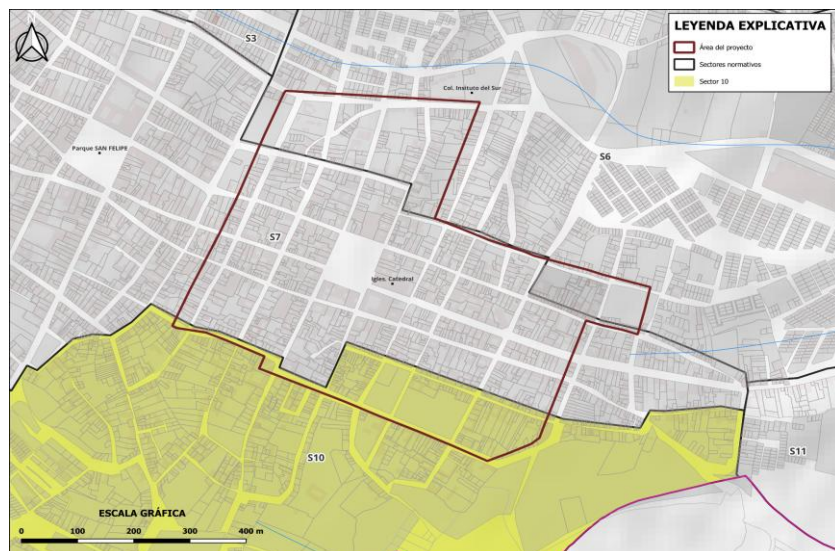 N
LEYENDA EXPLICATIVA
Área del proyecto
Sectores normativos
Sector 10
S3
Col. Insituto del Sur
Parque SAN FELIPE
S6
S7
Igles. Catedral
S10
S11
ESCALA GRÁFICA
0 100 200 300 400 m